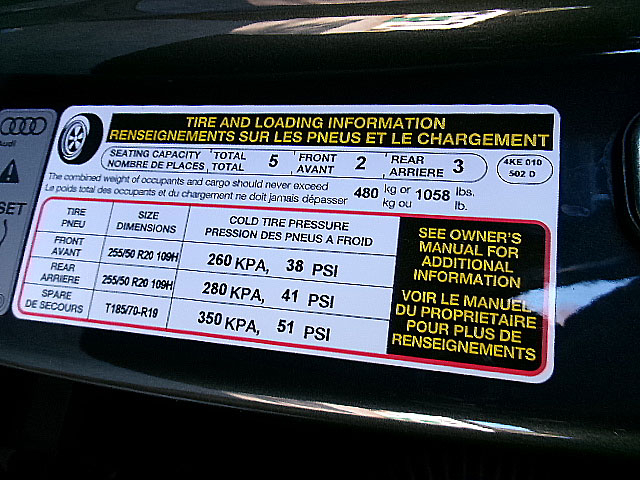 TIRE AND LOADING INFORMATION
RENSEIGNEMENTS SUR LES PNEUS ET LE CHARGEMENT
SEATING CAPACITY TOTAL 5 FRONT 2 REAR 3
NOMBRE DE PLACES TOTAL AVANT ARRIERE
4KE 010
502 D
The combined weight of occupants and cargo should never exceed 480 kg or 1058 lbs.
Le poids total des occupants et du chargement ne doit jamais dépasser kg ou lb.
TIRE SIZE COLD TIRE PRESSURE
PNEU DIMENSIONS PRESSION DES PNEUS A FROID
FRONT
AVANT 255/50 R20 109H 260 KPA, 38 PSI
REAR
ARRIERE 255/50 R20 109H 280 KPA, 41 PSI
SPARE
DE SECOURS T185/70-R19 350 KPA, 51 PSI
SEE OWNER'S
MANUAL FOR
ADDITIONAL
INFORMATION
VOIR LE MANUEL
DU PROPRIETAIRE
POUR PLUS DE
RENSEIGNEMENTS
Audi
SET